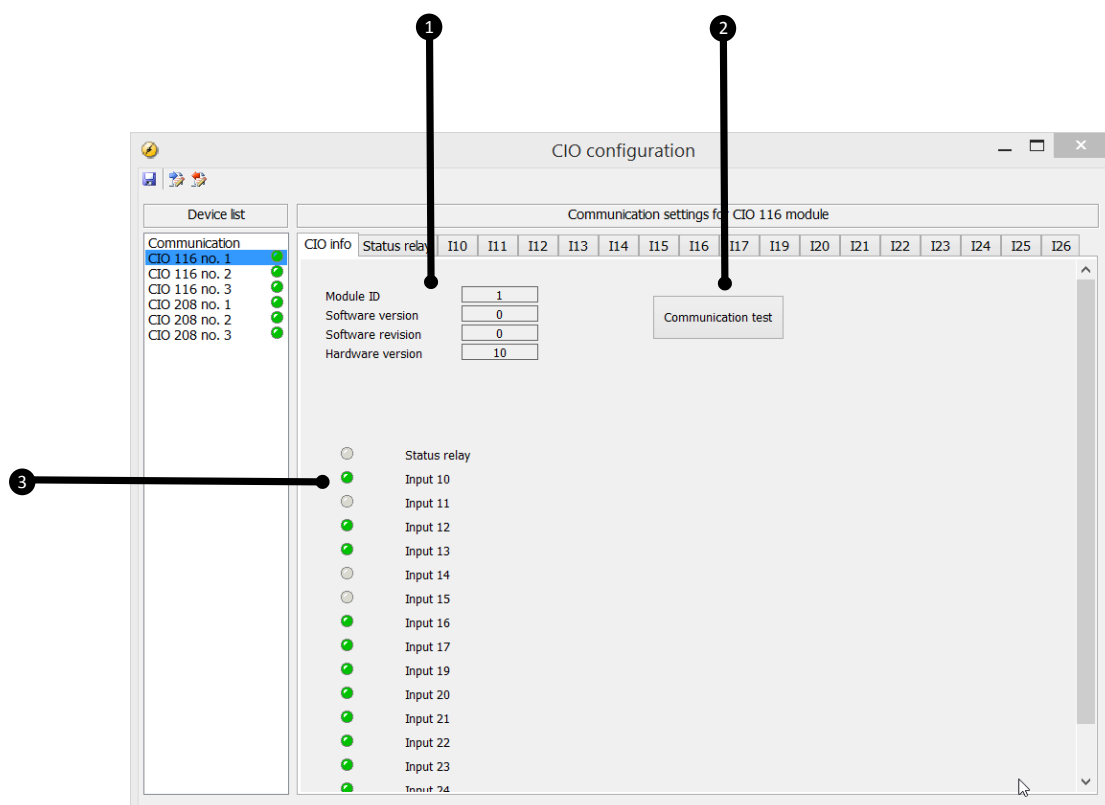 1
2
CIO configuration
Device list
Communication settings for CIO 116 module
Communication
CIO 116 no. 1
CIO 116 no. 2
CIO 116 no. 3
CIO 208 no. 1
CIO 208 no. 2
CIO 208 no. 3
CIO info Status relay I10 I11 I12 I13 I14 I15 I16 I17 I19 I20 I21 I22 I23 I24 I25 I26
Module ID 1
Software version 0
Software revision 0
Hardware version 10
Communication test
Status relay
3
Input 10
Input 11
Input 12
Input 13
Input 14
Input 15
Input 16
Input 17
Input 19
Input 20
Input 21
Input 22
Input 23
Input 24